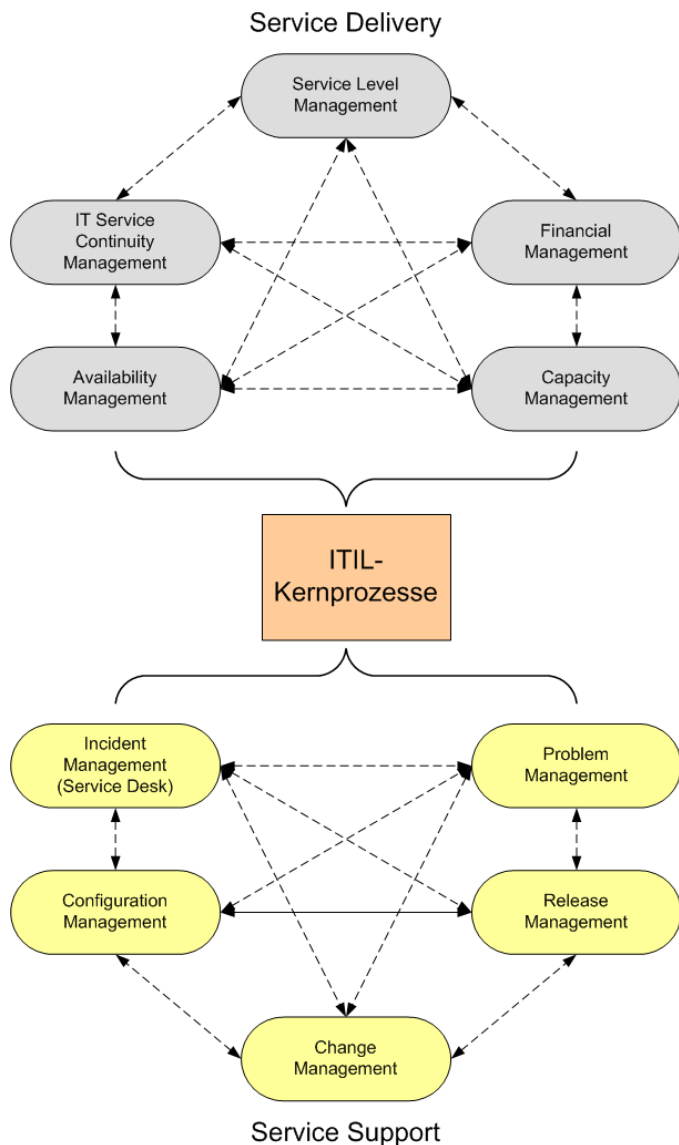 Service Delivery
Service Level
Management
IT Service
Continuity
Management
Financial
Management
Availability
Management
Capacity
Management
ITIL-
Kernprozesse
Incident
Management
(Service Desk)
Problem
Management
Configuration
Management
Release
Management
Change
Management
Service Support